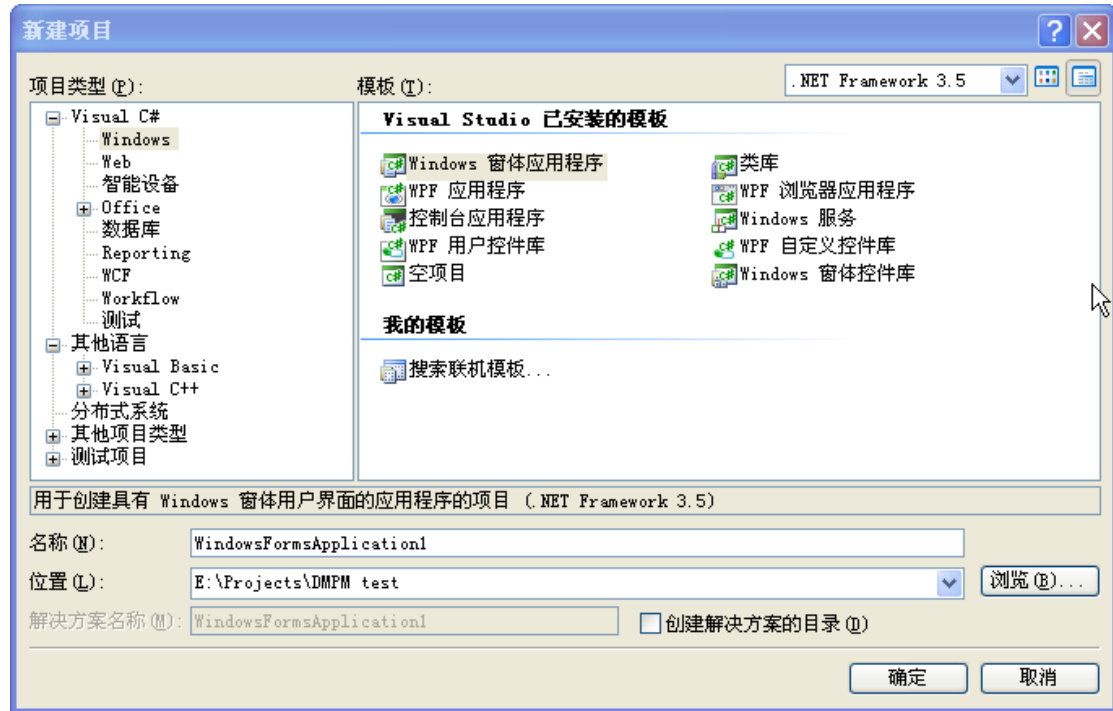 新建项目
项目类型(P):
模板(T):
.NET Framework 3.5
Visual C#
Windows
Web
智能设备
Office
数据库
Reporting
WCF
Workflow
测试
其他语言
Visual Basic
Visual C++
分布式系统
其他项目类型
测试项目
Visual Studio 已安装的模板
Windows 窗体应用程序
类库
WPF 应用程序
WPF 浏览器应用程序
控制台应用程序
Windows 服务
WPF 用户控件库
WPF 自定义控件库
空项目
Windows 窗体控件库
我的模板
搜索联机模板...
用于创建具有 Windows 窗体用户界面的应用程序的项目 (.NET Framework 3.5)
名称(N):
WindowsFormsApplication1
位置(L):
E:\Projects\DMPM test
浏览(B)...
解决方案名称(M):
WindowsFormsApplication1
创建解决方案的目录(D)
确定
取消